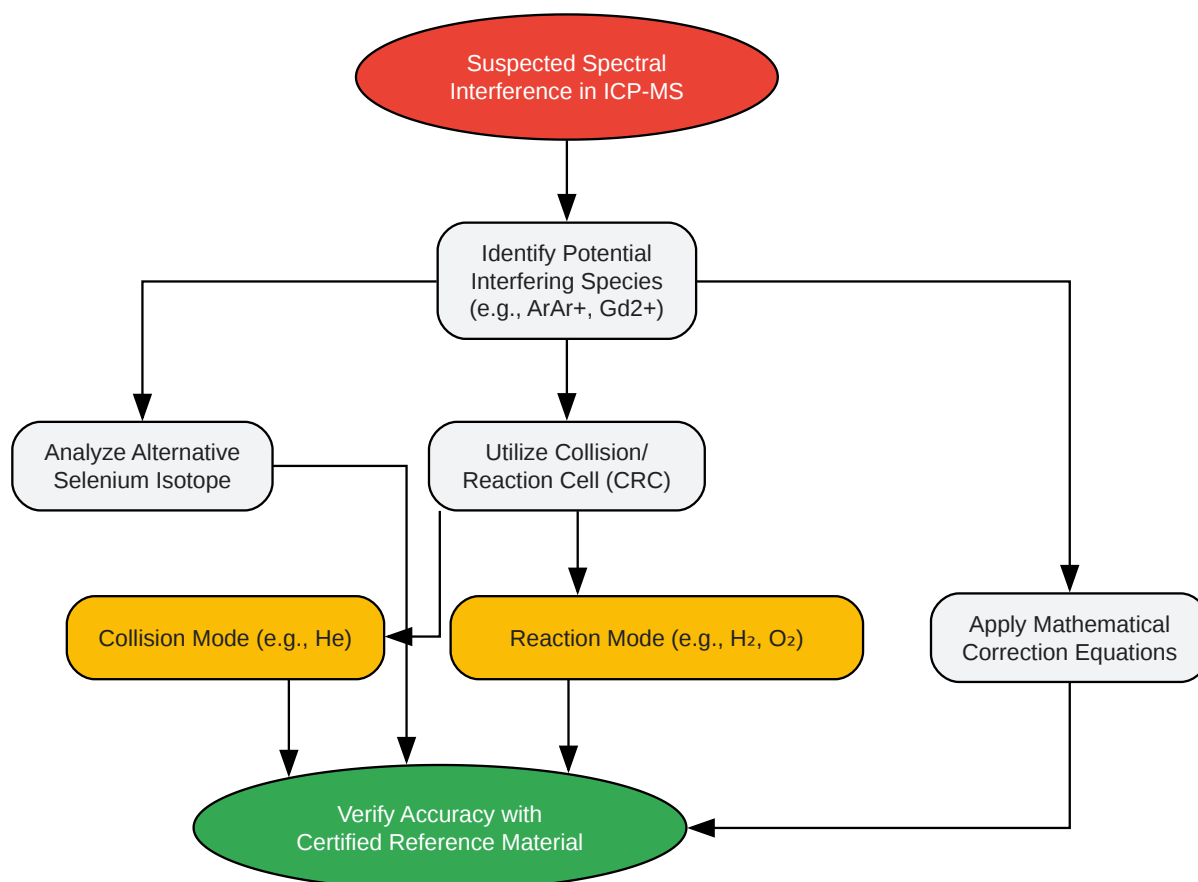 Suspected Spectral
Interference in ICP-MS
Identify Potential
Interfering Species
(e.g., ArAr+, Gd2+)
Analyze Alternative
Selenium Isotope
Utilize Collision/
Reaction Cell (CRC)
Collision Mode (e.g., He)
Reaction Mode (e.g., H₂, O₂)
Apply Mathematical
Correction Equations
Verify Accuracy with
Certified Reference Material